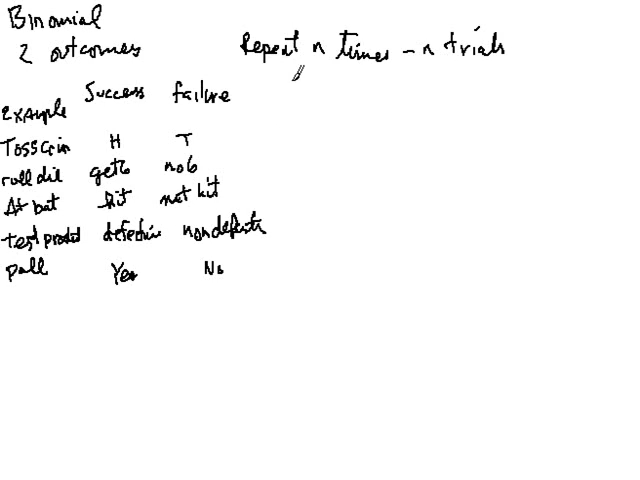 Binomial
2 outcomes
Repeat n times - n trials
Example Success failure
Toss coin H T
roll die get 6 no 6
At bat hit not hit
test product defective nondefective
poll Yes No